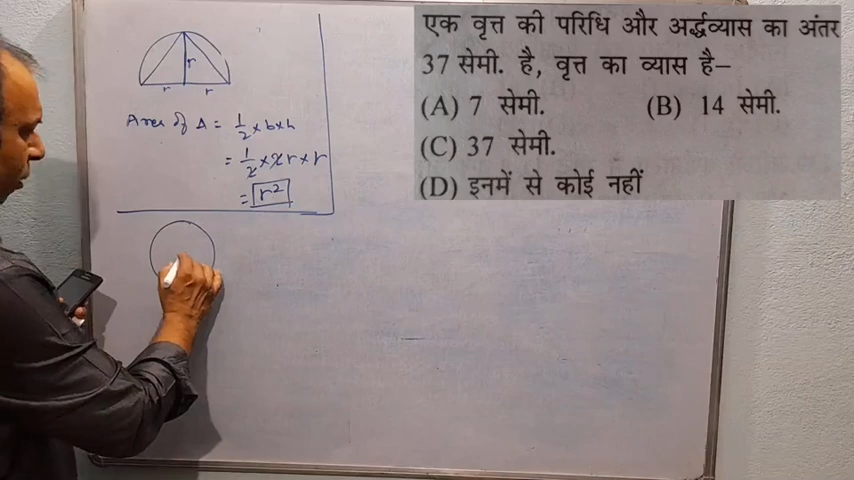 एक वृत्त की परिधि और अर्द्धव्यास का अंतर
37 सेमी. है, वृत्त का व्यास है–
(A) 7 सेमी. (B) 14 सेमी.
(C) 37 सेमी.
(D) इनमें से कोई नहीं
r
r r
Area of Δ = 1/2 × b × h
= 1/2 × 2r × r
= r²